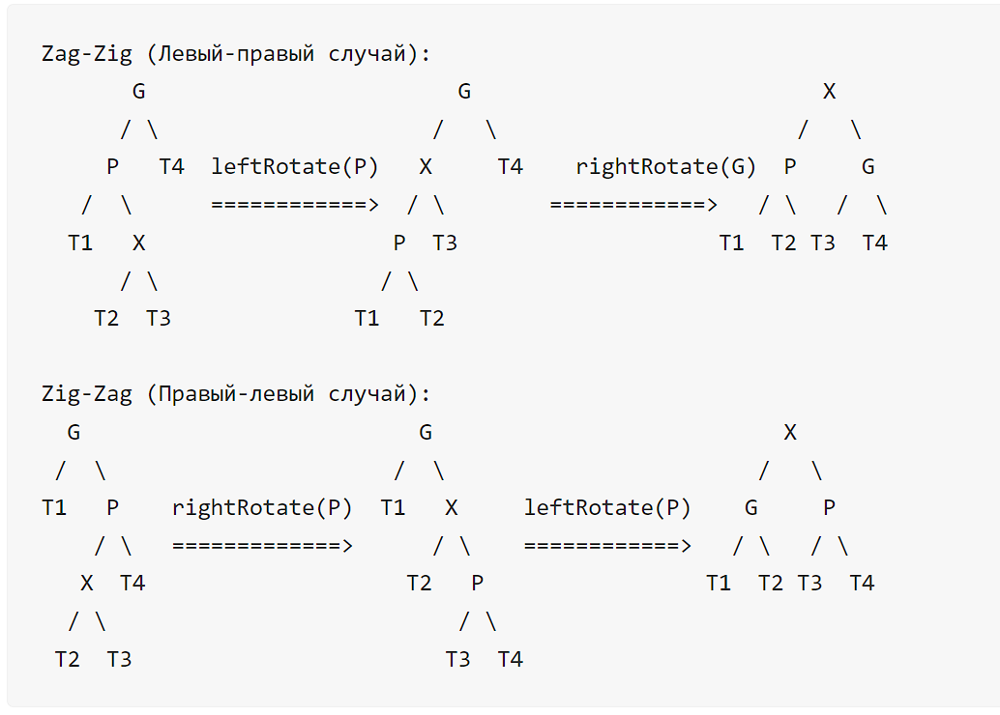 Zag-Zig (Левый-правый случай):
       G                        G                            X
      / \                      /   \                       /   \
     P   T4  leftRotate(P)    X     T4    rightRotate(G)  P     G
   /  \      ============>  / \        ============>   / \   /  \
  T1   X                   P  T3                     T1  T2 T3  T4
      / \                 / \
    T2  T3              T1   T2
Zig-Zag (Правый-левый случай):
  G                          G                            X
 /  \                      /  \                        /   \
T1   P    rightRotate(P)  T1   X     leftRotate(P)    G     P
    / \   =============>      / \    ============>   / \   / \
   X  T4                    T2   P                 T1  T2 T3  T4
  / \                           / \
 T2  T3                        T3  T4